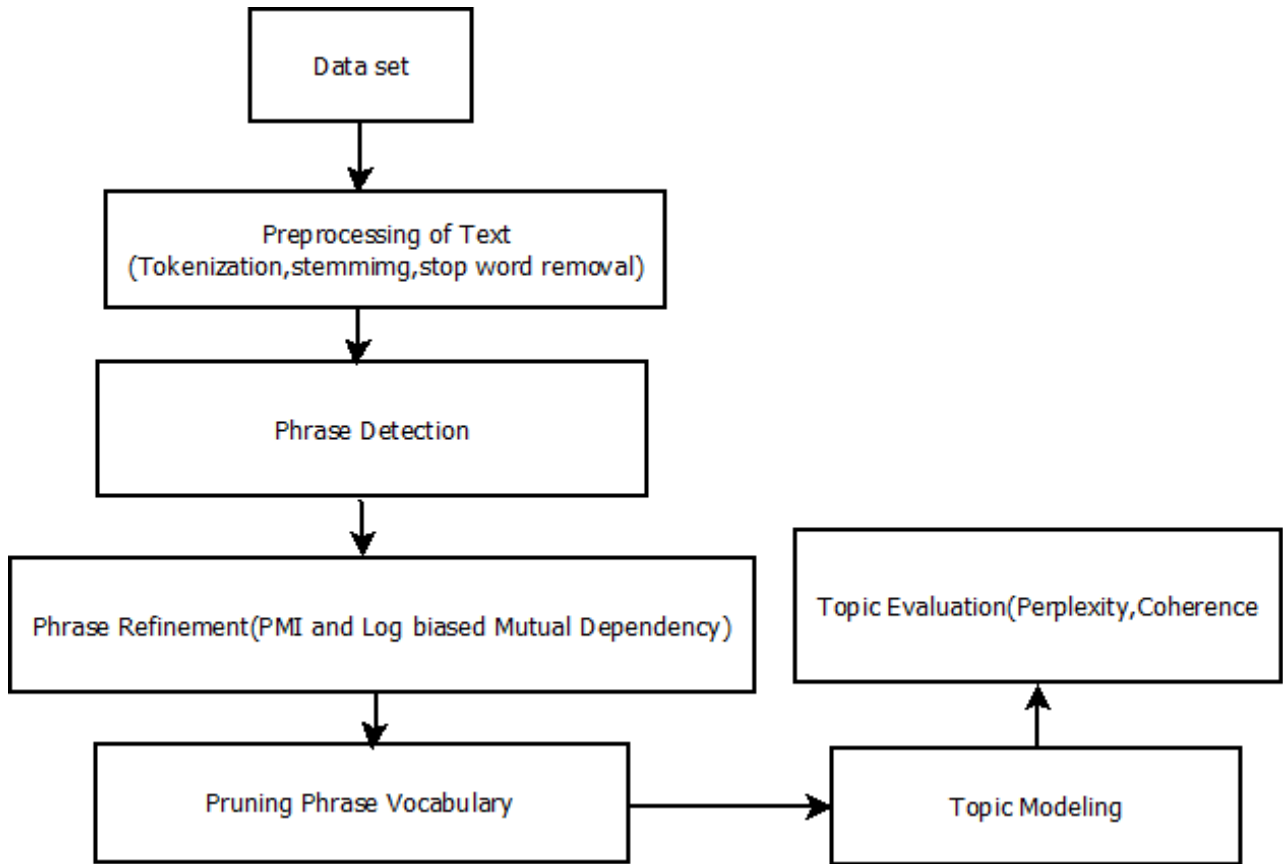 Data set
Preprocessing of Text
(Tokenization,stemmimg,stop word removal)
Phrase Detection
Phrase Refinement(PMI and Log biased Mutual Dependency)
Pruning Phrase Vocabulary
Topic Modeling
Topic Evaluation(Perplexity,Coherence